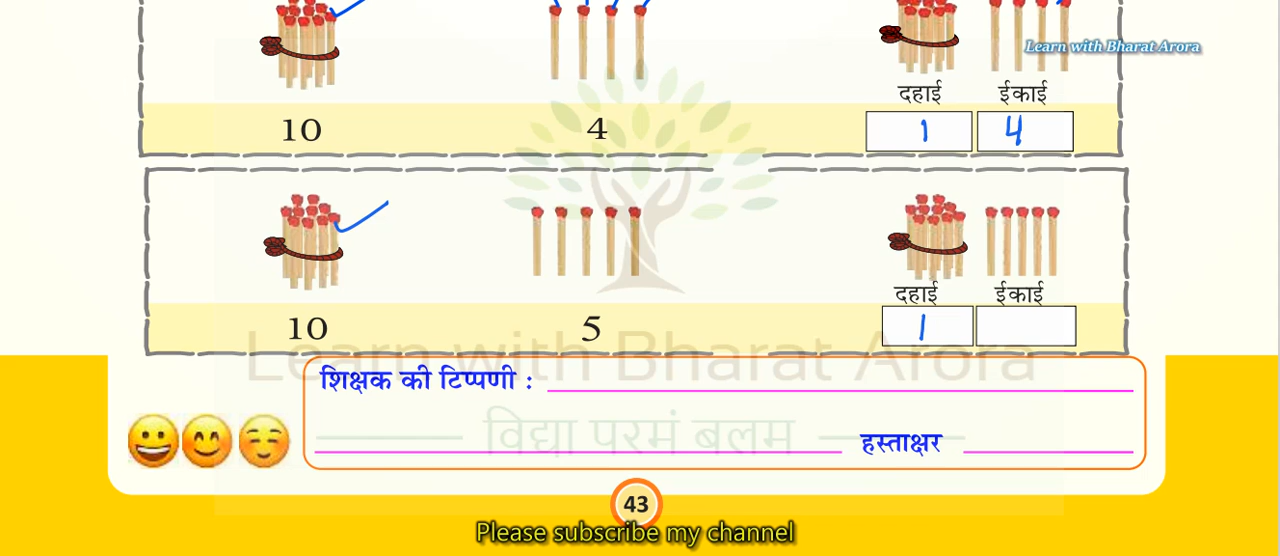 Learn with Bharat Arora
दहाई ईकाई
10 4 1 4
दहाई ईकाई
10 5 1
Learn with Bharat Arora
शिक्षक की टिप्पणी :
विद्या परमं बलम
हस्ताक्षर
43
Please subscribe my channel